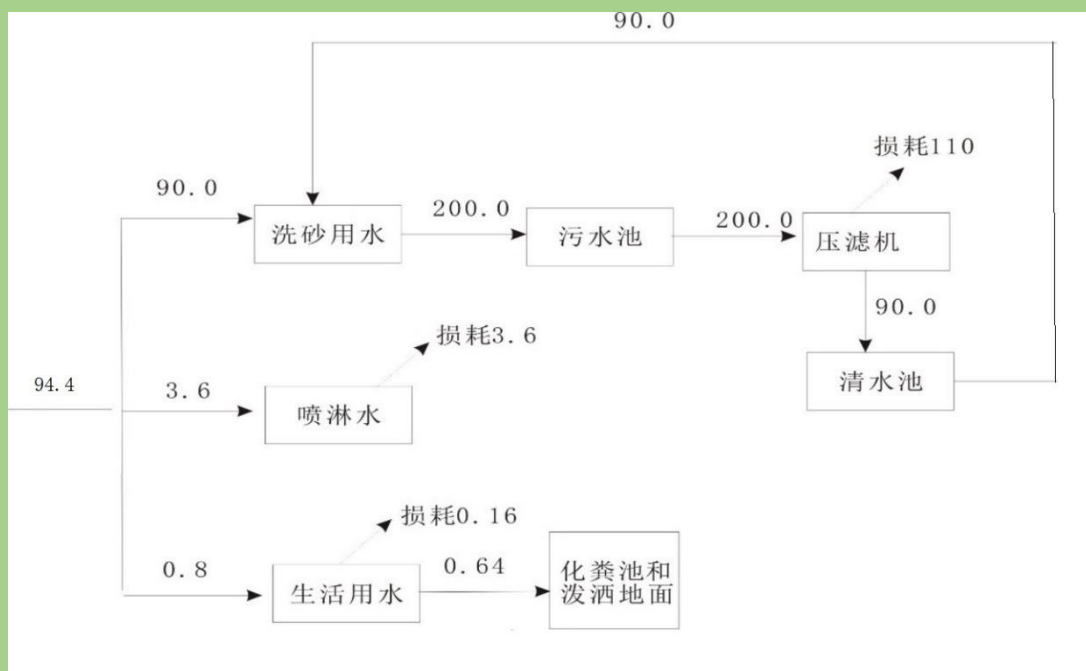 90.0
损耗110
90.0
200.0
200.0
洗砂用水
污水池
压滤机
90.0
损耗3.6
94.4
3.6
清水池
喷淋水
损耗0.16
0.8
0.64
化粪池和
泼洒地面
生活用水